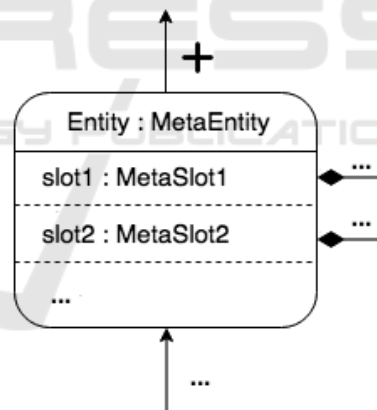 +
Entity : MetaEntity
slot1 : MetaSlot1
...
slot2 : MetaSlot2
...
...
...